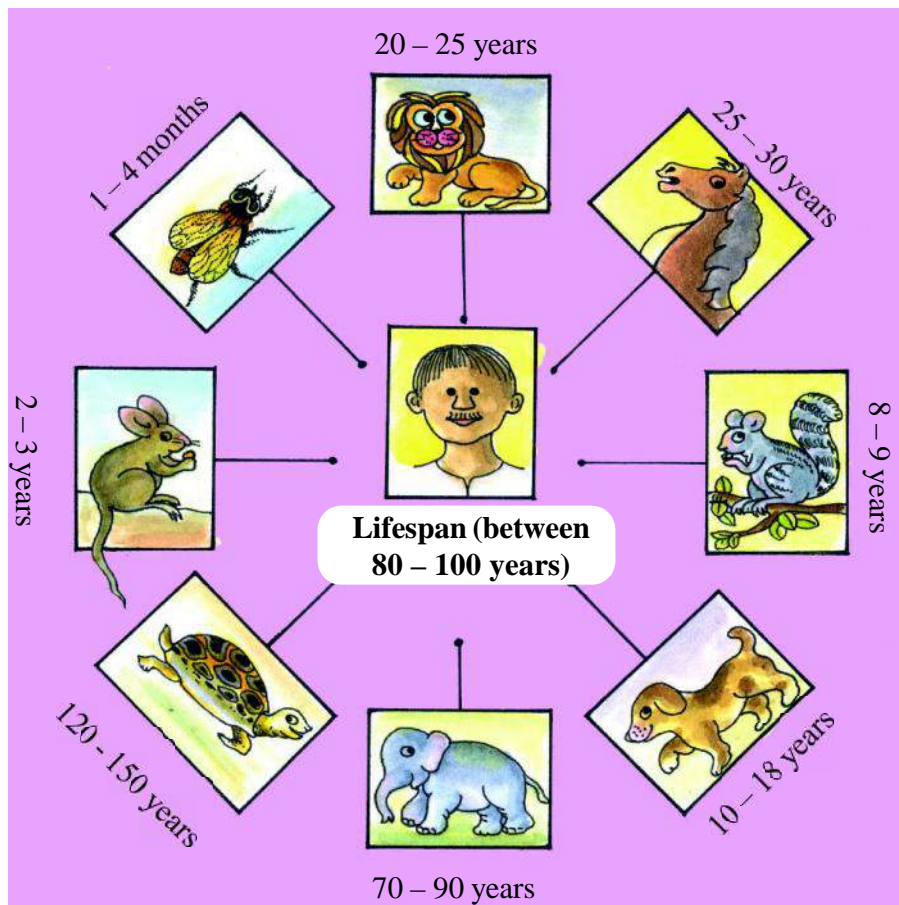 20 – 25 years
1 – 4 months
25 – 30 years
2 – 3 years
8 – 9 years
Lifespan (between
80 – 100 years)
120 - 150 years
10 – 18 years
70 – 90 years